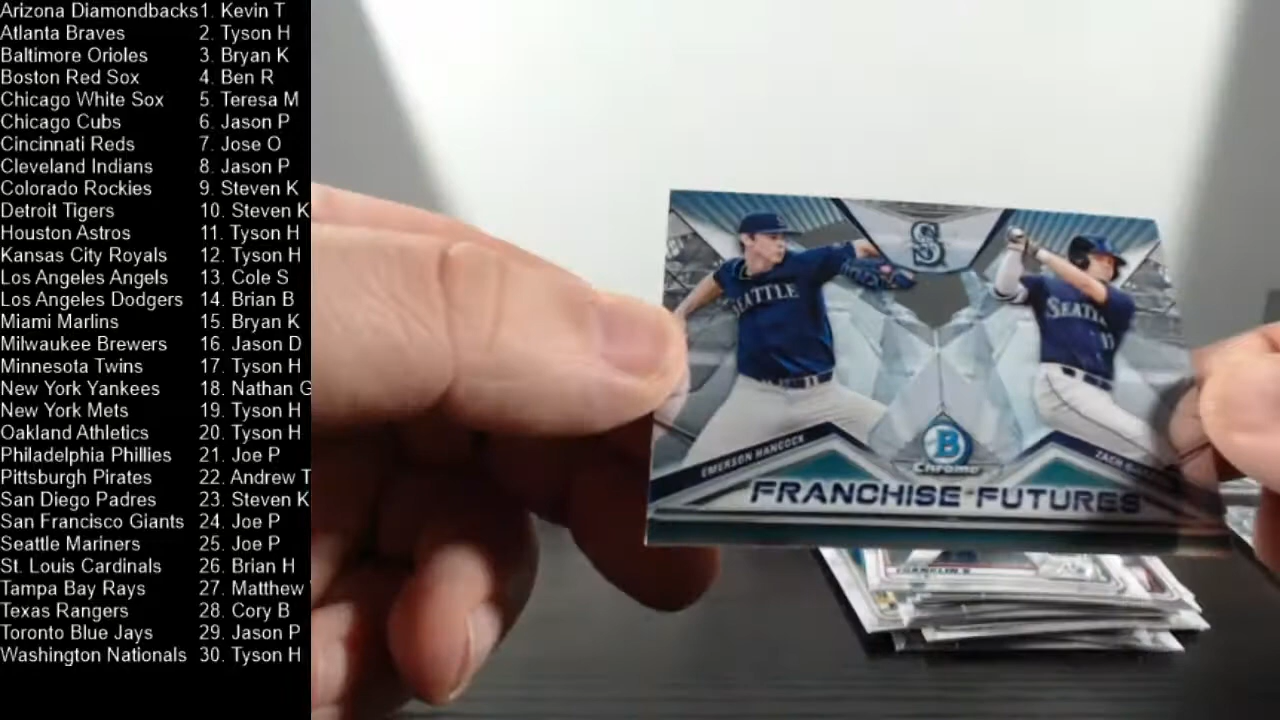 Arizona Diamondbacks 1. Kevin T
Atlanta Braves 2. Tyson H
Baltimore Orioles 3. Bryan K
Boston Red Sox 4. Ben R
Chicago White Sox 5. Teresa M
Chicago Cubs 6. Jason P
Cincinnati Reds 7. Jose O
Cleveland Indians 8. Jason P
Colorado Rockies 9. Steven K
Detroit Tigers 10. Steven K
Houston Astros 11. Tyson H
Kansas City Royals 12. Tyson H
Los Angeles Angels 13. Cole S
Los Angeles Dodgers 14. Brian B
Miami Marlins 15. Bryan K
Milwaukee Brewers 16. Jason D
Minnesota Twins 17. Tyson H
New York Yankees 18. Nathan G
New York Mets 19. Tyson H
Oakland Athletics 20. Tyson H
Philadelphia Phillies 21. Joe P
Pittsburgh Pirates 22. Andrew T
San Diego Padres 23. Steven K
San Francisco Giants 24. Joe P
Seattle Mariners 25. Joe P
St. Louis Cardinals 26. Brian H
Tampa Bay Rays 27. Matthew
Texas Rangers 28. Cory B
Toronto Blue Jays 29. Jason P
Washington Nationals 30. Tyson H
S
SEATTLE
SEATTLE
B
Chrome
EMERSON HANCOCK
ZACH
FRANCHISE FUTURES